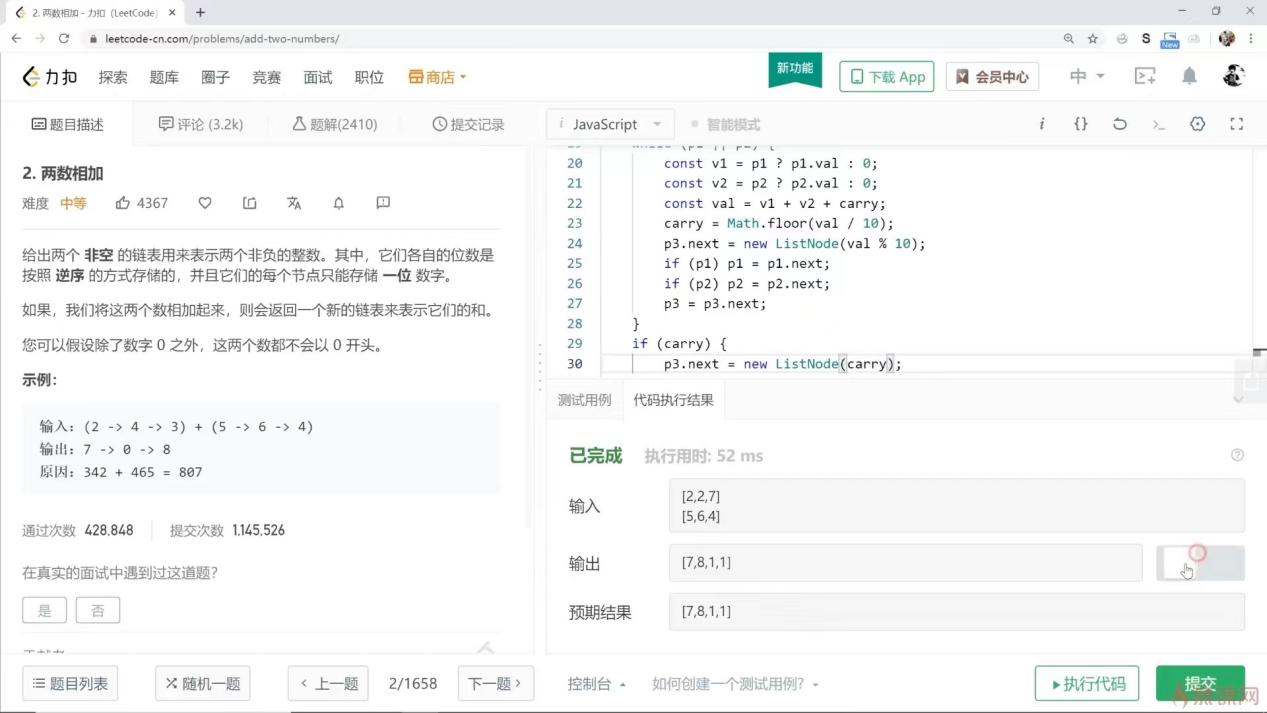 2. 两数相加 - 力扣 (LeetCode)
leetcode-cn.com/problems/add-two-numbers/
New
力扣 探索 题库 圈子 竞赛 面试 职位 商店 新功能 下载 App 会员中心 中
题目描述 评论 (3.2k) 题解(2410) 提交记录
i JavaScript 智能模式
2. 两数相加
难度 中等 4367
给出两个 非空 的链表用来表示两个非负的整数。其中，它们各自的位数是
按照 逆序 的方式存储的，并且它们的每个节点只能存储 一位 数字。
如果，我们将这两个数相加起来，则会返回一个新的链表来表示它们的和。
您可以假设除了数字 0 之外，这两个数都不会以 0 开头。
示例：
输入：(2 -> 4 -> 3) + (5 -> 6 -> 4)
输出：7 -> 0 -> 8
原因：342 + 465 = 807
通过次数 428,848 提交次数 1,145,526
在真实的面试中遇到过这道题?
是 否
20 const v1 = p1 ? p1.val : 0;
21 const v2 = p2 ? p2.val : 0;
22 const val = v1 + v2 + carry;
23 carry = Math.floor(val / 10);
24 p3.next = new ListNode(val % 10);
25 if (p1) p1 = p1.next;
26 if (p2) p2 = p2.next;
27 p3 = p3.next;
28 }
29 if (carry) {
30 p3.next = new ListNode(carry);
测试用例 代码执行结果
已完成 执行用时: 52 ms
输入
[2,2,7]
[5,6,4]
输出 [7,8,1,1]
预期结果 [7,8,1,1]
题目列表 随机一题 上一题 2/1658 下一题 控制台 如何创建一个测试用例? 执行代码 提交